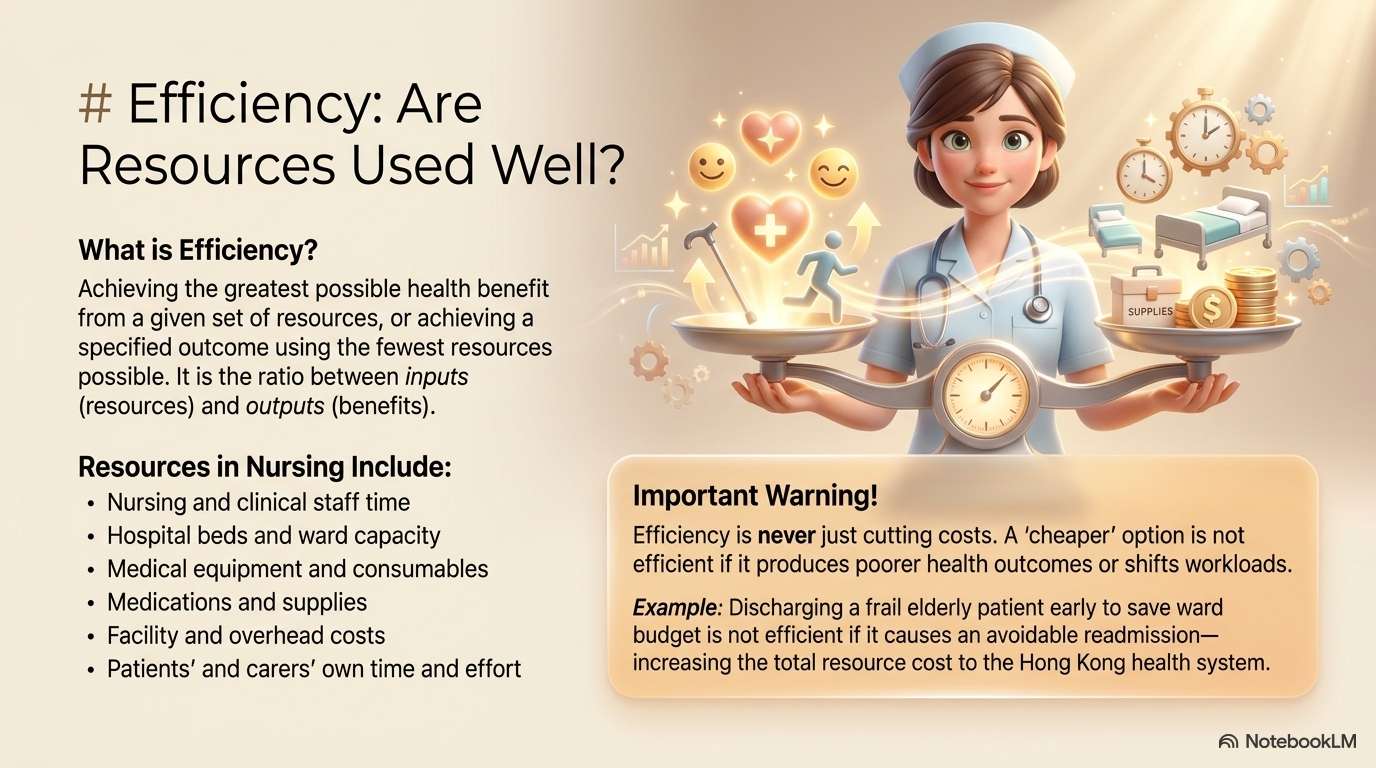 # Efficiency: Are
Resources Used Well?
What is Efficiency?
Achieving the greatest possible health benefit
from a given set of resources, or achieving a
specified outcome using the fewest resources
possible. It is the ratio between inputs
(resources) and outputs (benefits).
Resources in Nursing Include:
• Nursing and clinical staff time
• Hospital beds and ward capacity
• Medical equipment and consumables
• Medications and supplies
• Facility and overhead costs
• Patients’ and carers’ own time and effort
SUPPLIES
$
Important Warning!
Efficiency is never just cutting costs. A ‘cheaper’ option is not
efficient if it produces poorer health outcomes or shifts workloads.
Example: Discharging a frail elderly patient early to save ward
budget is not efficient if it causes an avoidable readmission—
increasing the total resource cost to the Hong Kong health system.
NotebookLM